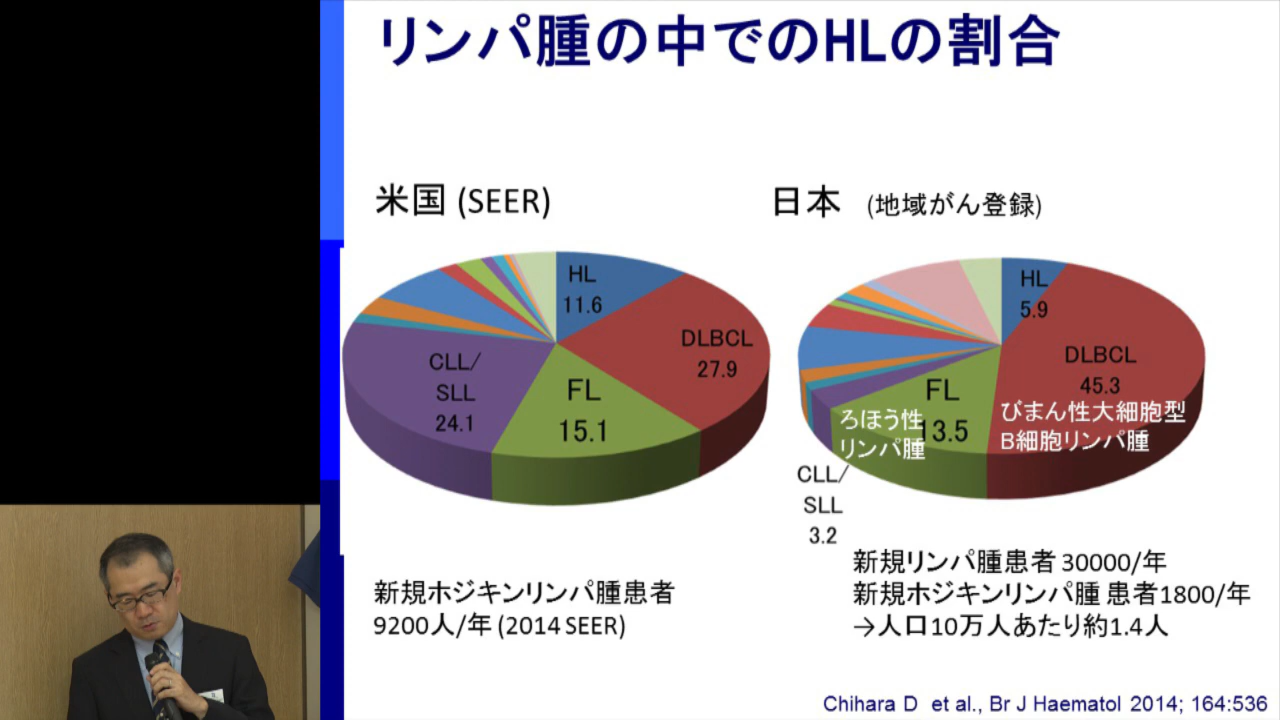 リンパ腫の中でのHLの割合
米国 (SEER)
日本 (地域がん登録)
HL
11.6
DLBCL
27.9
FL
15.1
CLL/
SLL
24.1
HL
5.9
DLBCL
45.3
びまん性大細胞型
B細胞リンパ腫
FL
13.5
ろほう性
リンパ腫
CLL/
SLL
3.2
新規ホジキンリンパ腫患者
9200人/年 (2014 SEER)
新規リンパ腫患者 30000/年
新規ホジキンリンパ腫 患者1800/年
→人口10万人あたり約1.4人
Chihara D et al., Br J Haematol 2014; 164:536